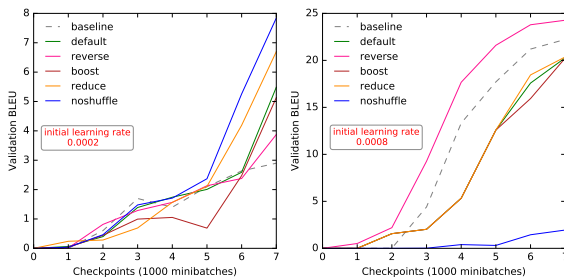 8
7
6
5
4
3
2
1
0
Validation BLEU
baseline
default
reverse
boost
reduce
noshuffle
initial learning rate
0.0002
0 1 2 3 4 5 6 7
Checkpoints (1000 minibatches)
25
20
15
10
5
0
Validation BLEU
baseline
default
reverse
boost
reduce
noshuffle
initial learning rate
0.0008
0 1 2 3 4 5 6 7
Checkpoints (1000 minibatches)